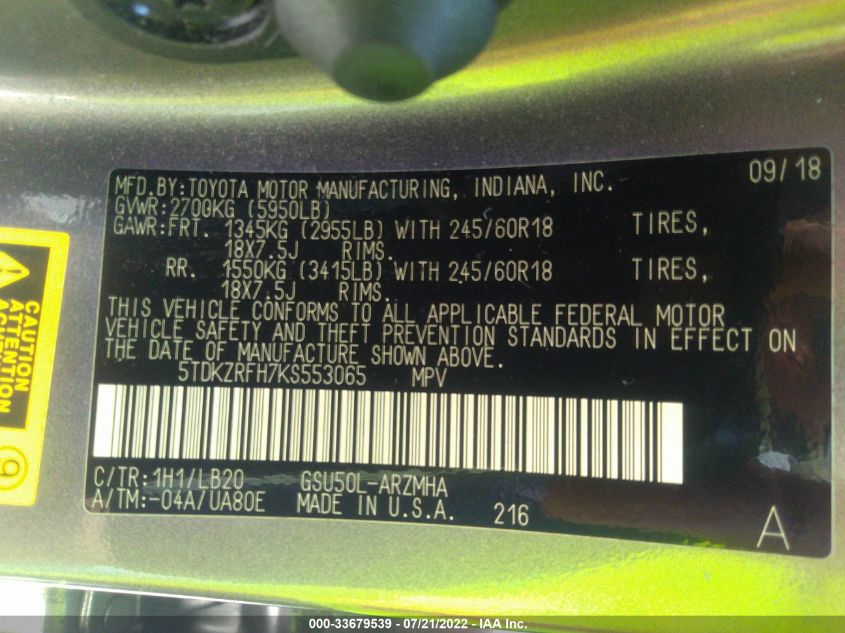 MFD.BY:TOYOTA MOTOR MANUFACTURING, INDIANA, INC. 09/18
GVWR:2700KG (5950LB)
GAWR:FRT. 1345KG (2955LB) WITH 245/60R18 TIRES,
18X7.5J RIMS.
RR. 1550KG (3415LB) WITH 245/60R18 TIRES,
18X7.5J RIMS.
THIS VEHICLE CONFORMS TO ALL APPLICABLE FEDERAL MOTOR
VEHICLE SAFETY AND THEFT PREVENTION STANDARDS IN EFFECT ON
THE DATE OF MANUFACTURE SHOWN ABOVE.
5TDKZRFH7KS553065 MPV
C/TR:1H1/LB20 GSU50L-ARZMHA
A/TM:-04A/UA80E MADE IN U.S.A. 216 A
CAUTION
ATTENTION
9
000-33679539 - 07/21/2022 - IAA Inc.